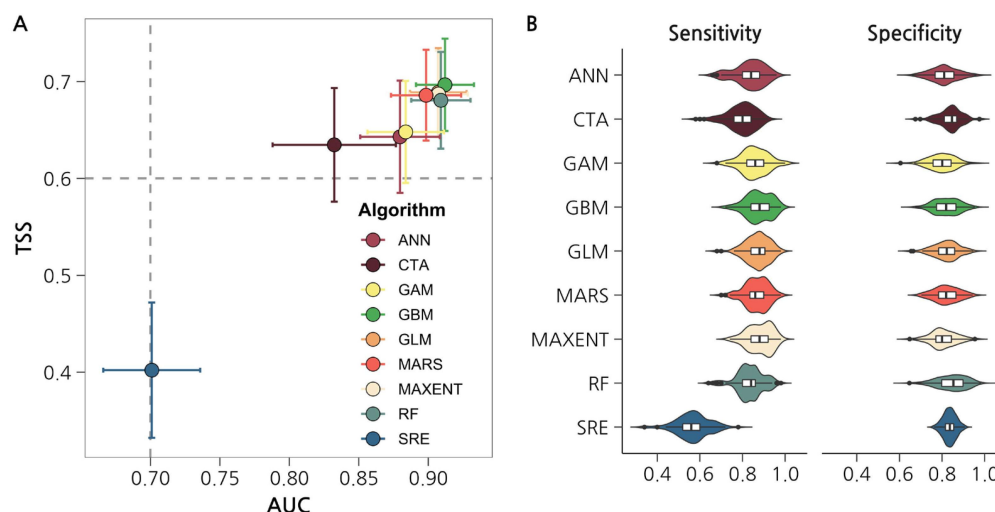 A
TSS
0.7
0.6
0.5
0.4
0.70
0.75
0.80
0.85
0.90
AUC
Algorithm
ANN
CTA
GAM
GBM
GLM
MARS
MAXENT
RF
SRE
B
Sensitivity Specificity
ANN
CTA
GAM
GBM
GLM
MARS
MAXENT
RF
SRE
0.4 0.6 0.8 1.0 0.4 0.6 0.8 1.0